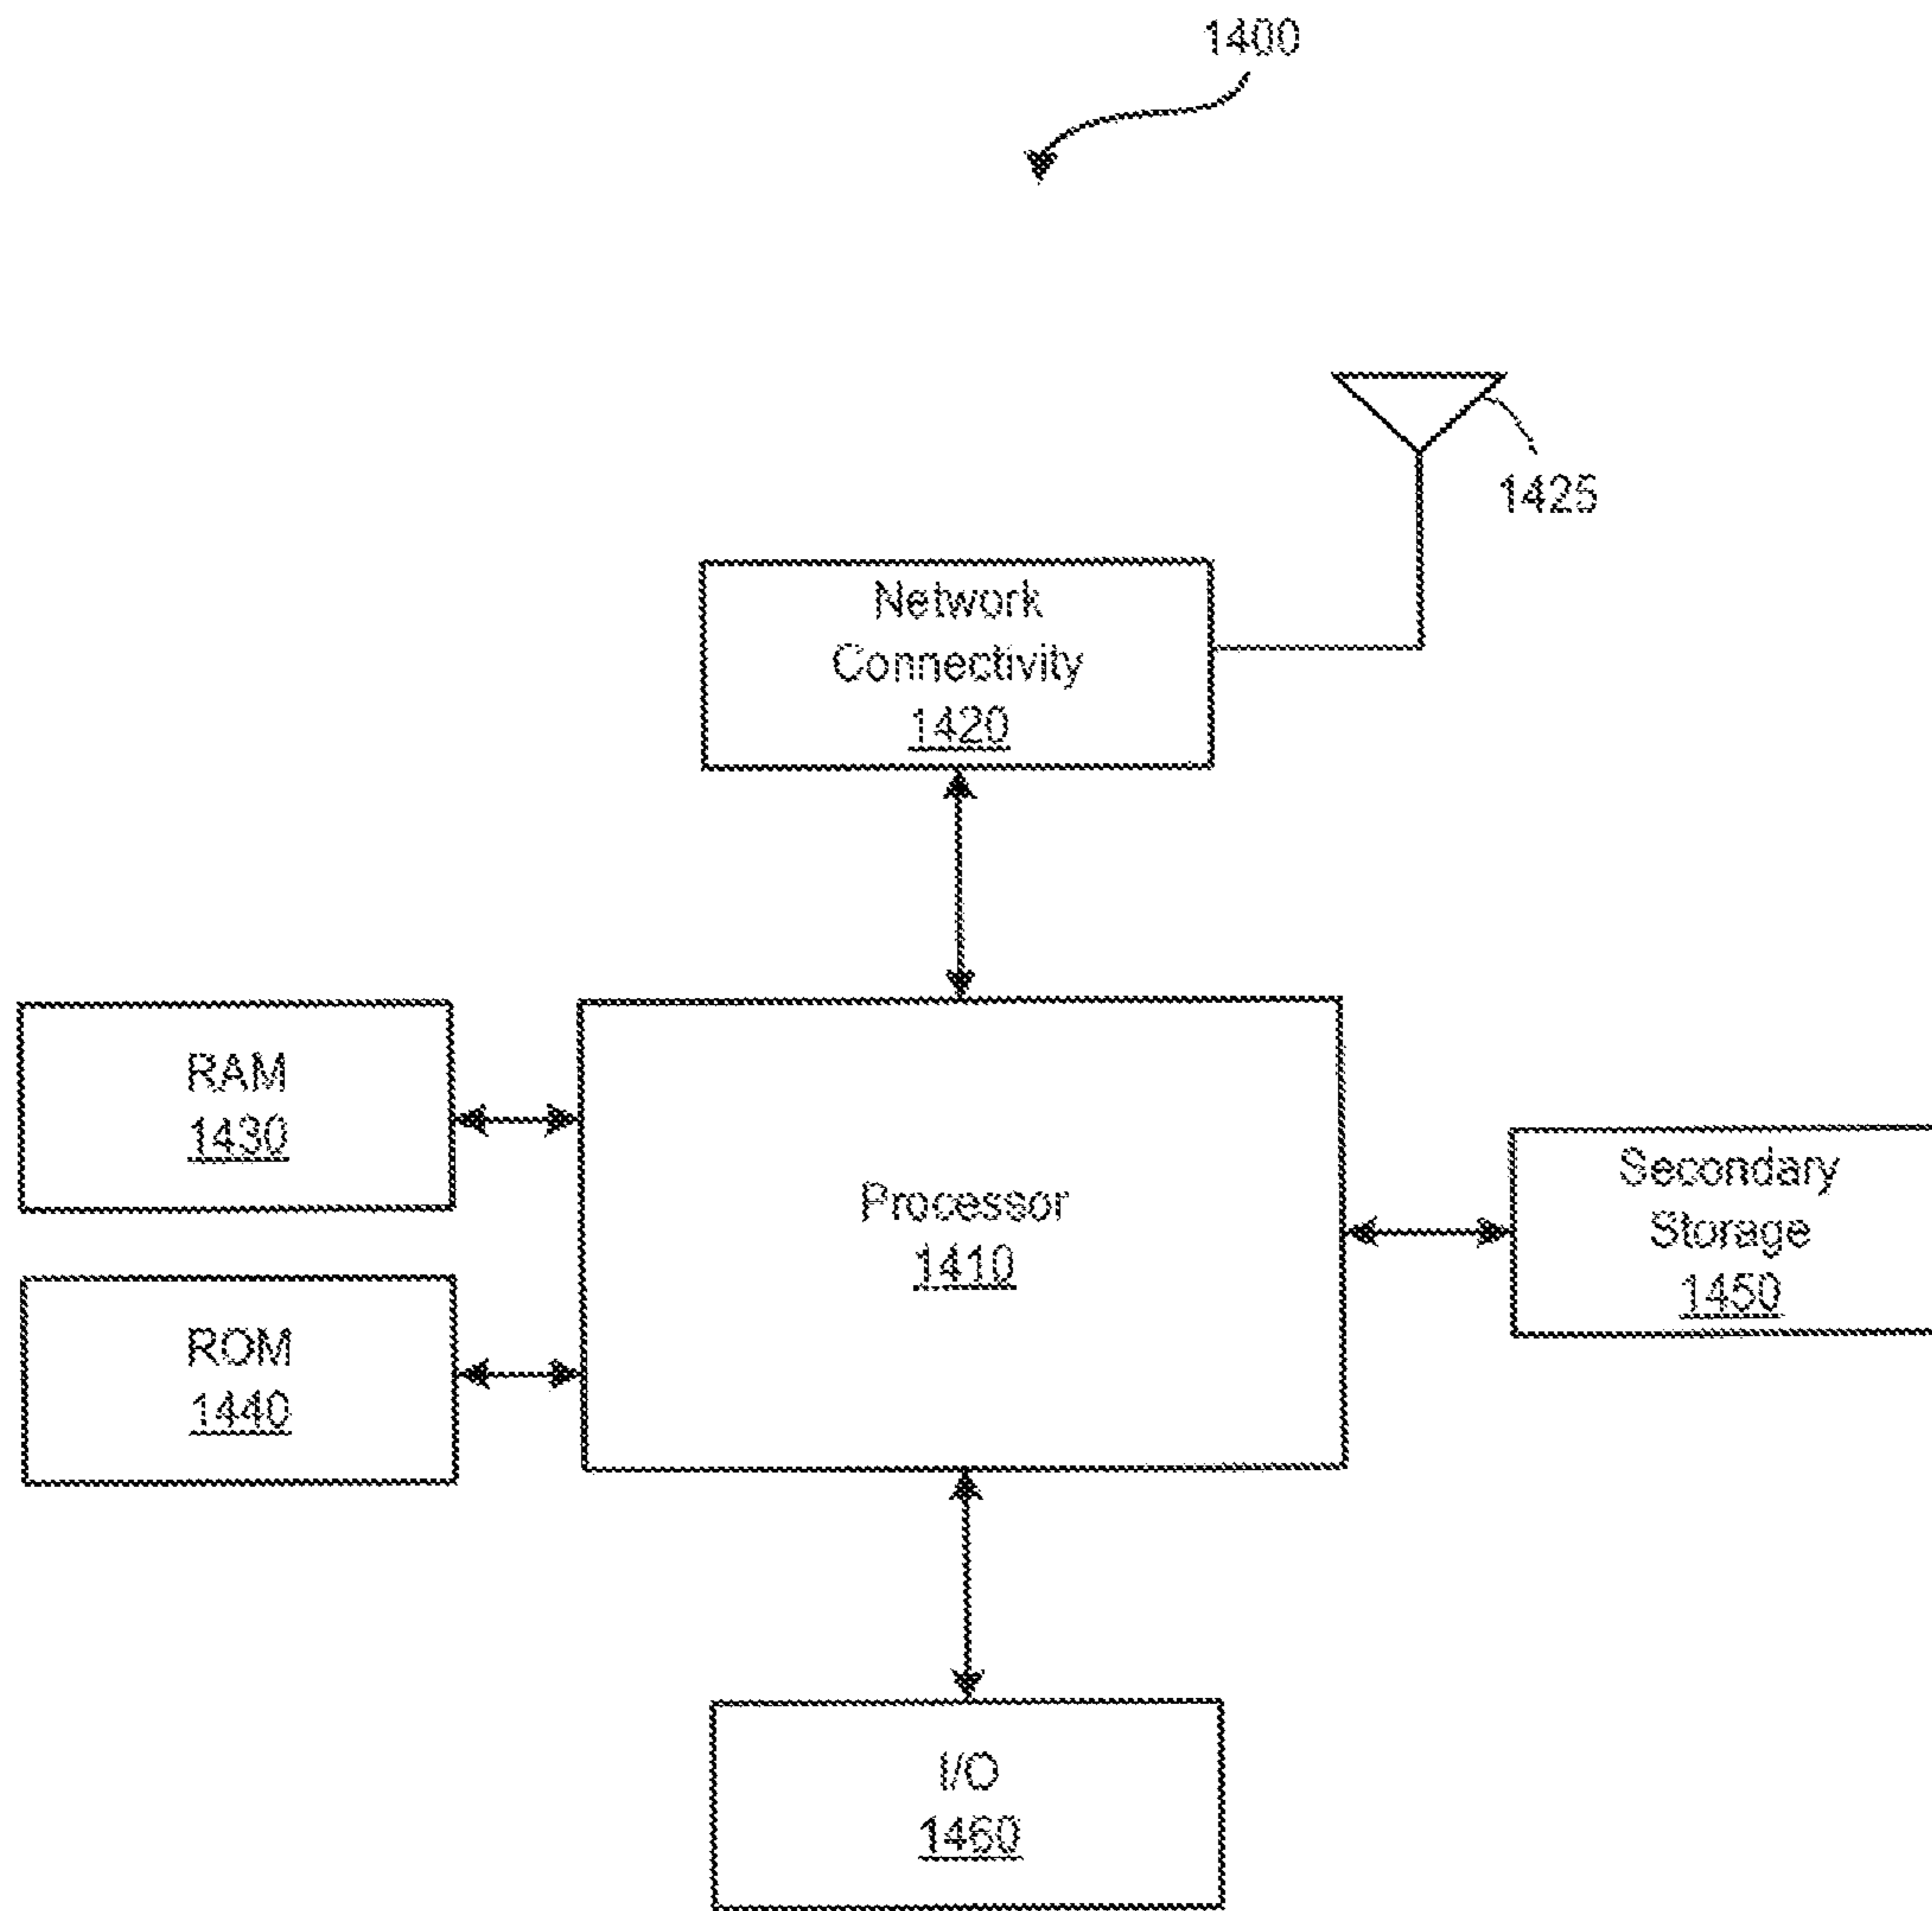 1400
1425
Network
Connectivity
1420
RAM
1430
Processor
1410
Secondary
Storage
1450
ROM
1440
I/O
1460